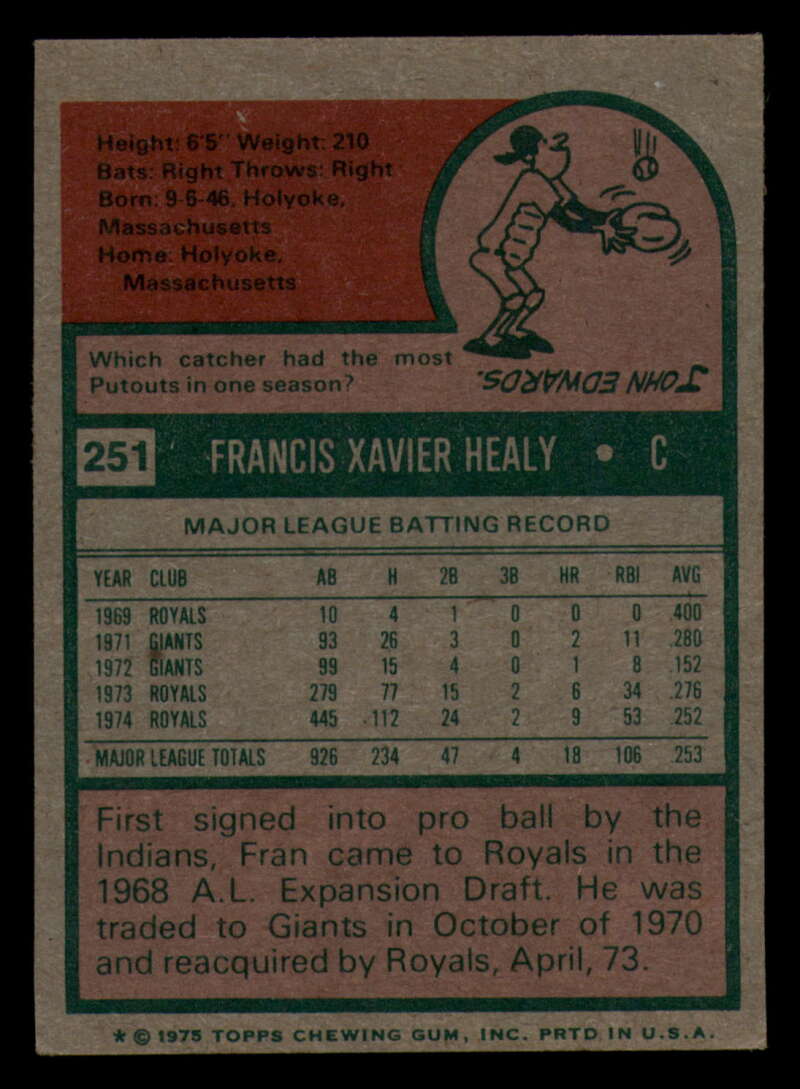 Height: 6'5" Weight: 210
Bats: Right Throws: Right
Born: 9-6-46, Holyoke,
Massachusetts
Home: Holyoke,
Massachusetts
Which catcher had the most
Putouts in one season?
JOHN EDWARDS.
251 FRANCIS XAVIER HEALY • C
MAJOR LEAGUE BATTING RECORD
YEAR CLUB AB H 2B 3B HR RBI AVG
1969 ROYALS 10 4 1 0 0 0 .400
1971 GIANTS 93 26 3 0 2 11 .280
1972 GIANTS 99 15 4 0 1 8 .152
1973 ROYALS 279 77 15 2 6 34 .276
1974 ROYALS 445 112 24 2 9 53 .252
MAJOR LEAGUE TOTALS 926 234 47 4 18 106 .253
First signed into pro ball by the
Indians, Fran came to Royals in the
1968 A.L. Expansion Draft. He was
traded to Giants in October of 1970
and reacquired by Royals, April, 73.
* © 1975 TOPPS CHEWING GUM, INC. PRTD IN U.S.A.